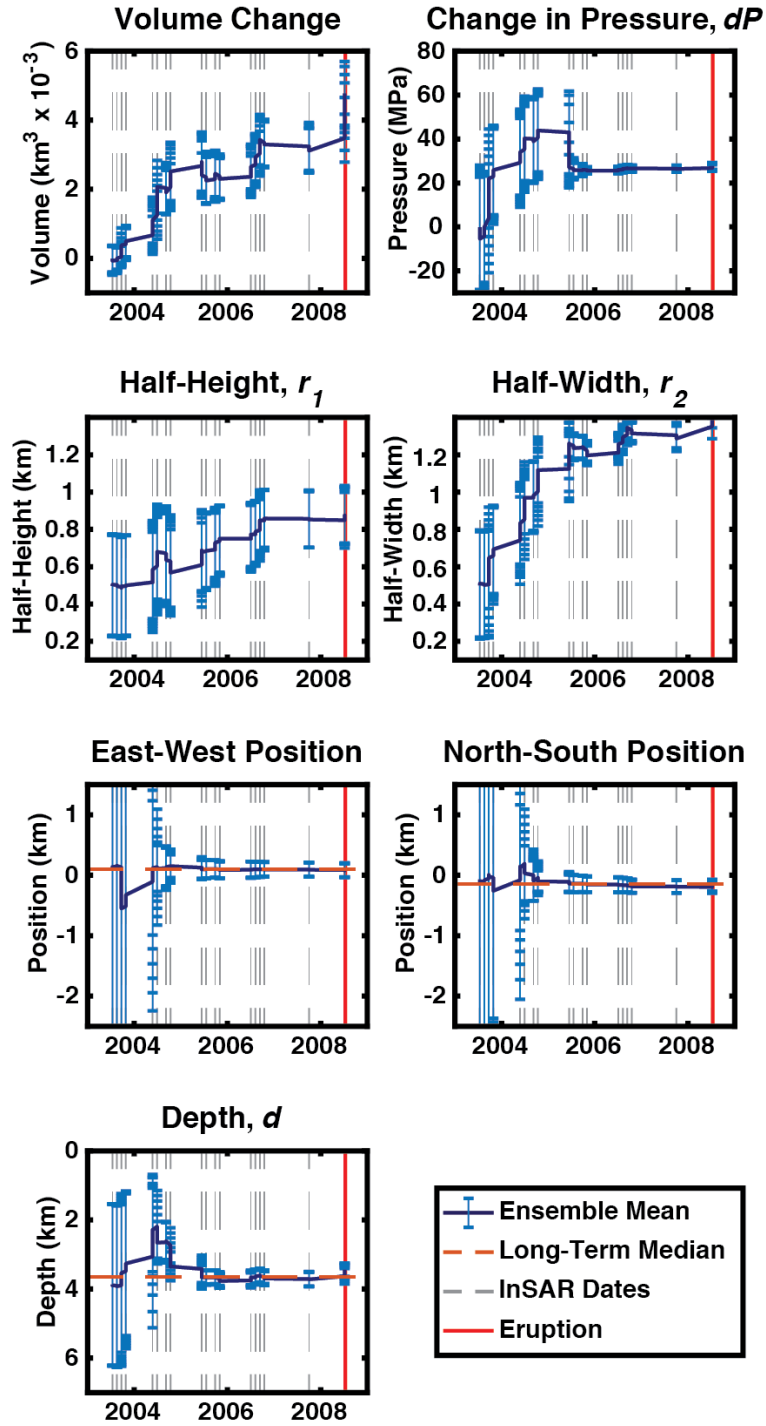 Volume Change
Volume (km³ x 10⁻³)
6
4
2
0
2004 2006 2008
Change in Pressure, dP
Pressure (MPa)
80
60
40
20
0
-20
2004 2006 2008
Half-Height, r₁
Half-Height (km)
1.2
1
0.8
0.6
0.4
0.2
2004 2006 2008
Half-Width, r₂
Half-Width (km)
1.2
1
0.8
0.6
0.4
0.2
2004 2006 2008
East-West Position
Position (km)
1
0
-1
-2
2004 2006 2008
North-South Position
Position (km)
1
0
-1
-2
2004 2006 2008
Depth, d
Depth (km)
0
2
4
6
2004 2006 2008
Ensemble Mean
Long-Term Median
InSAR Dates
Eruption